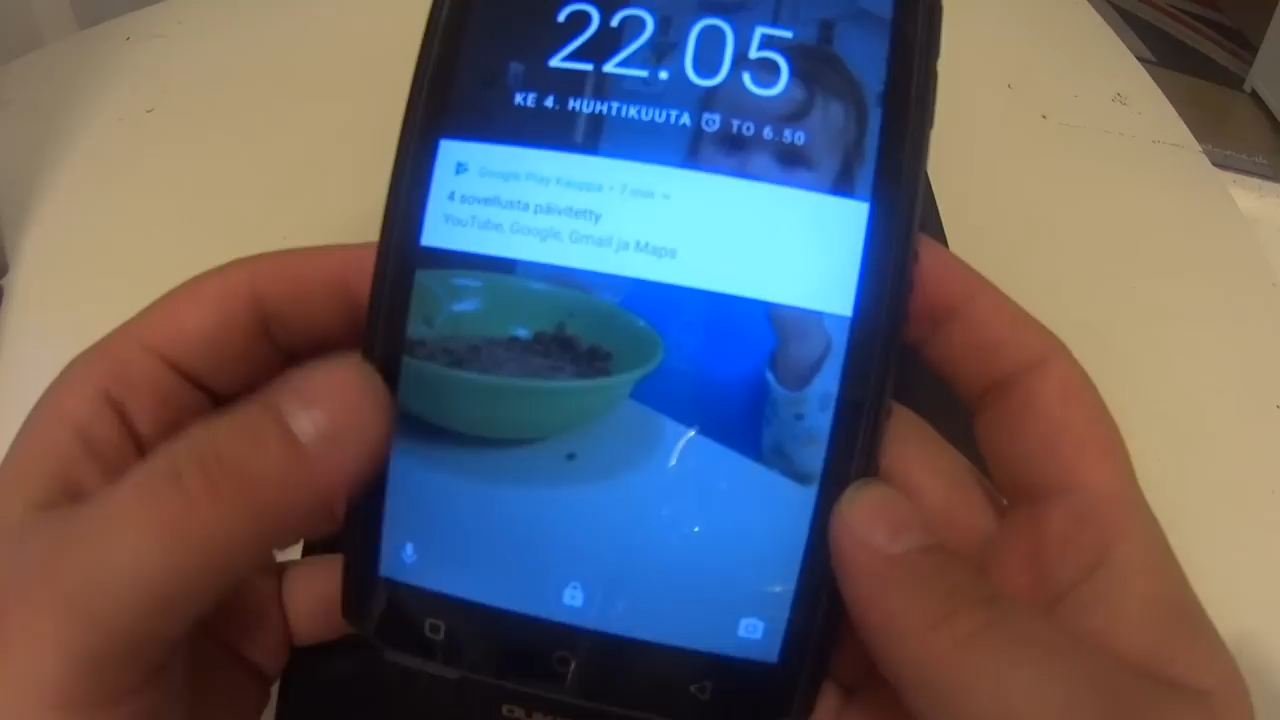 22.05
KE 4. HUHTIKUUTA TO 6.50
Google Play Kauppa • 7 min
4 sovellusta päivitetty
YouTube, Google, Gmail ja Maps